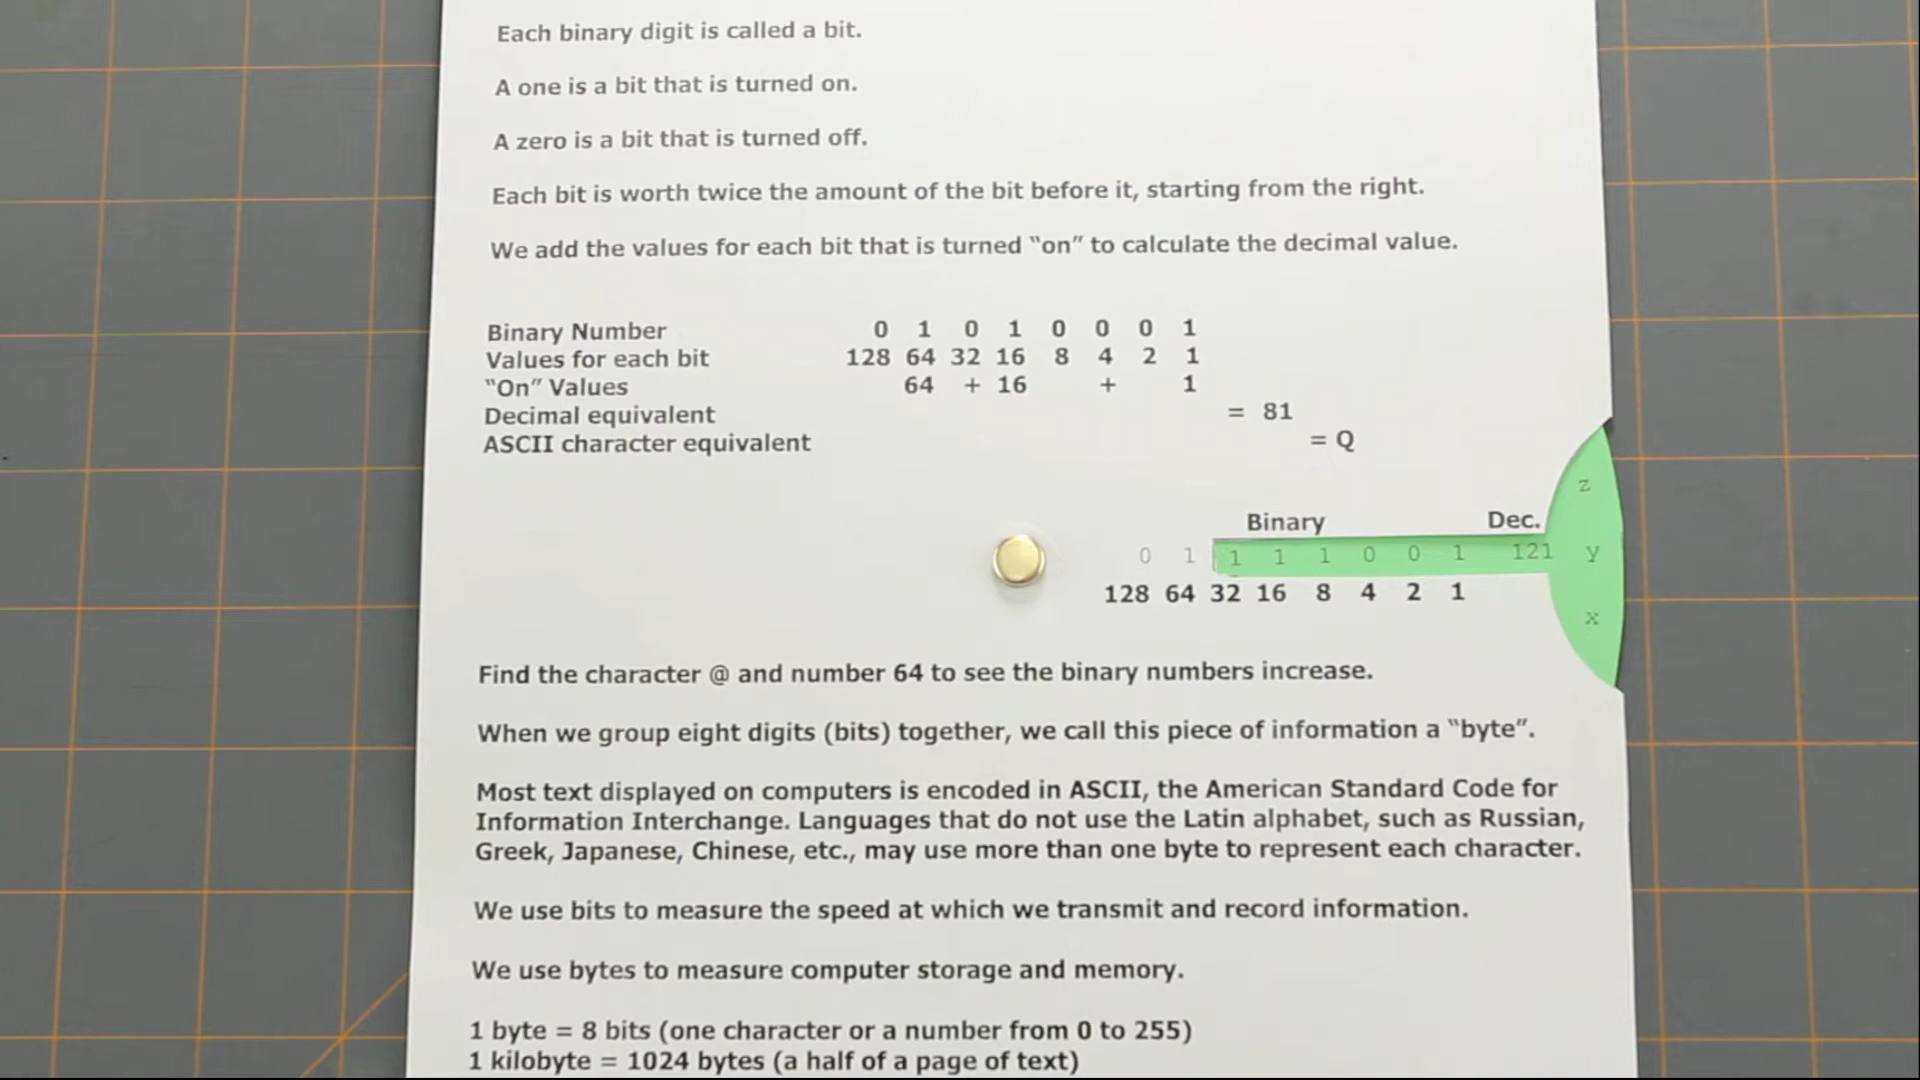 Each binary digit is called a bit.
A one is a bit that is turned on.
A zero is a bit that is turned off.
Each bit is worth twice the amount of the bit before it, starting from the right.
We add the values for each bit that is turned “on” to calculate the decimal value.
Binary Number 0 1 0 1 0 0 0 1
Values for each bit 128 64 32 16 8 4 2 1
“On” Values 64 + 16 + 1
Decimal equivalent = 81
ASCII character equivalent = Q
z
Binary Dec.
0 1 1 1 1 0 0 1 121 y
128 64 32 16 8 4 2 1
x
Find the character @ and number 64 to see the binary numbers increase.
When we group eight digits (bits) together, we call this piece of information a “byte”.
Most text displayed on computers is encoded in ASCII, the American Standard Code for
Information Interchange. Languages that do not use the Latin alphabet, such as Russian,
Greek, Japanese, Chinese, etc., may use more than one byte to represent each character.
We use bits to measure the speed at which we transmit and record information.
We use bytes to measure computer storage and memory.
1 byte = 8 bits (one character or a number from 0 to 255)
1 kilobyte = 1024 bytes (a half of a page of text)